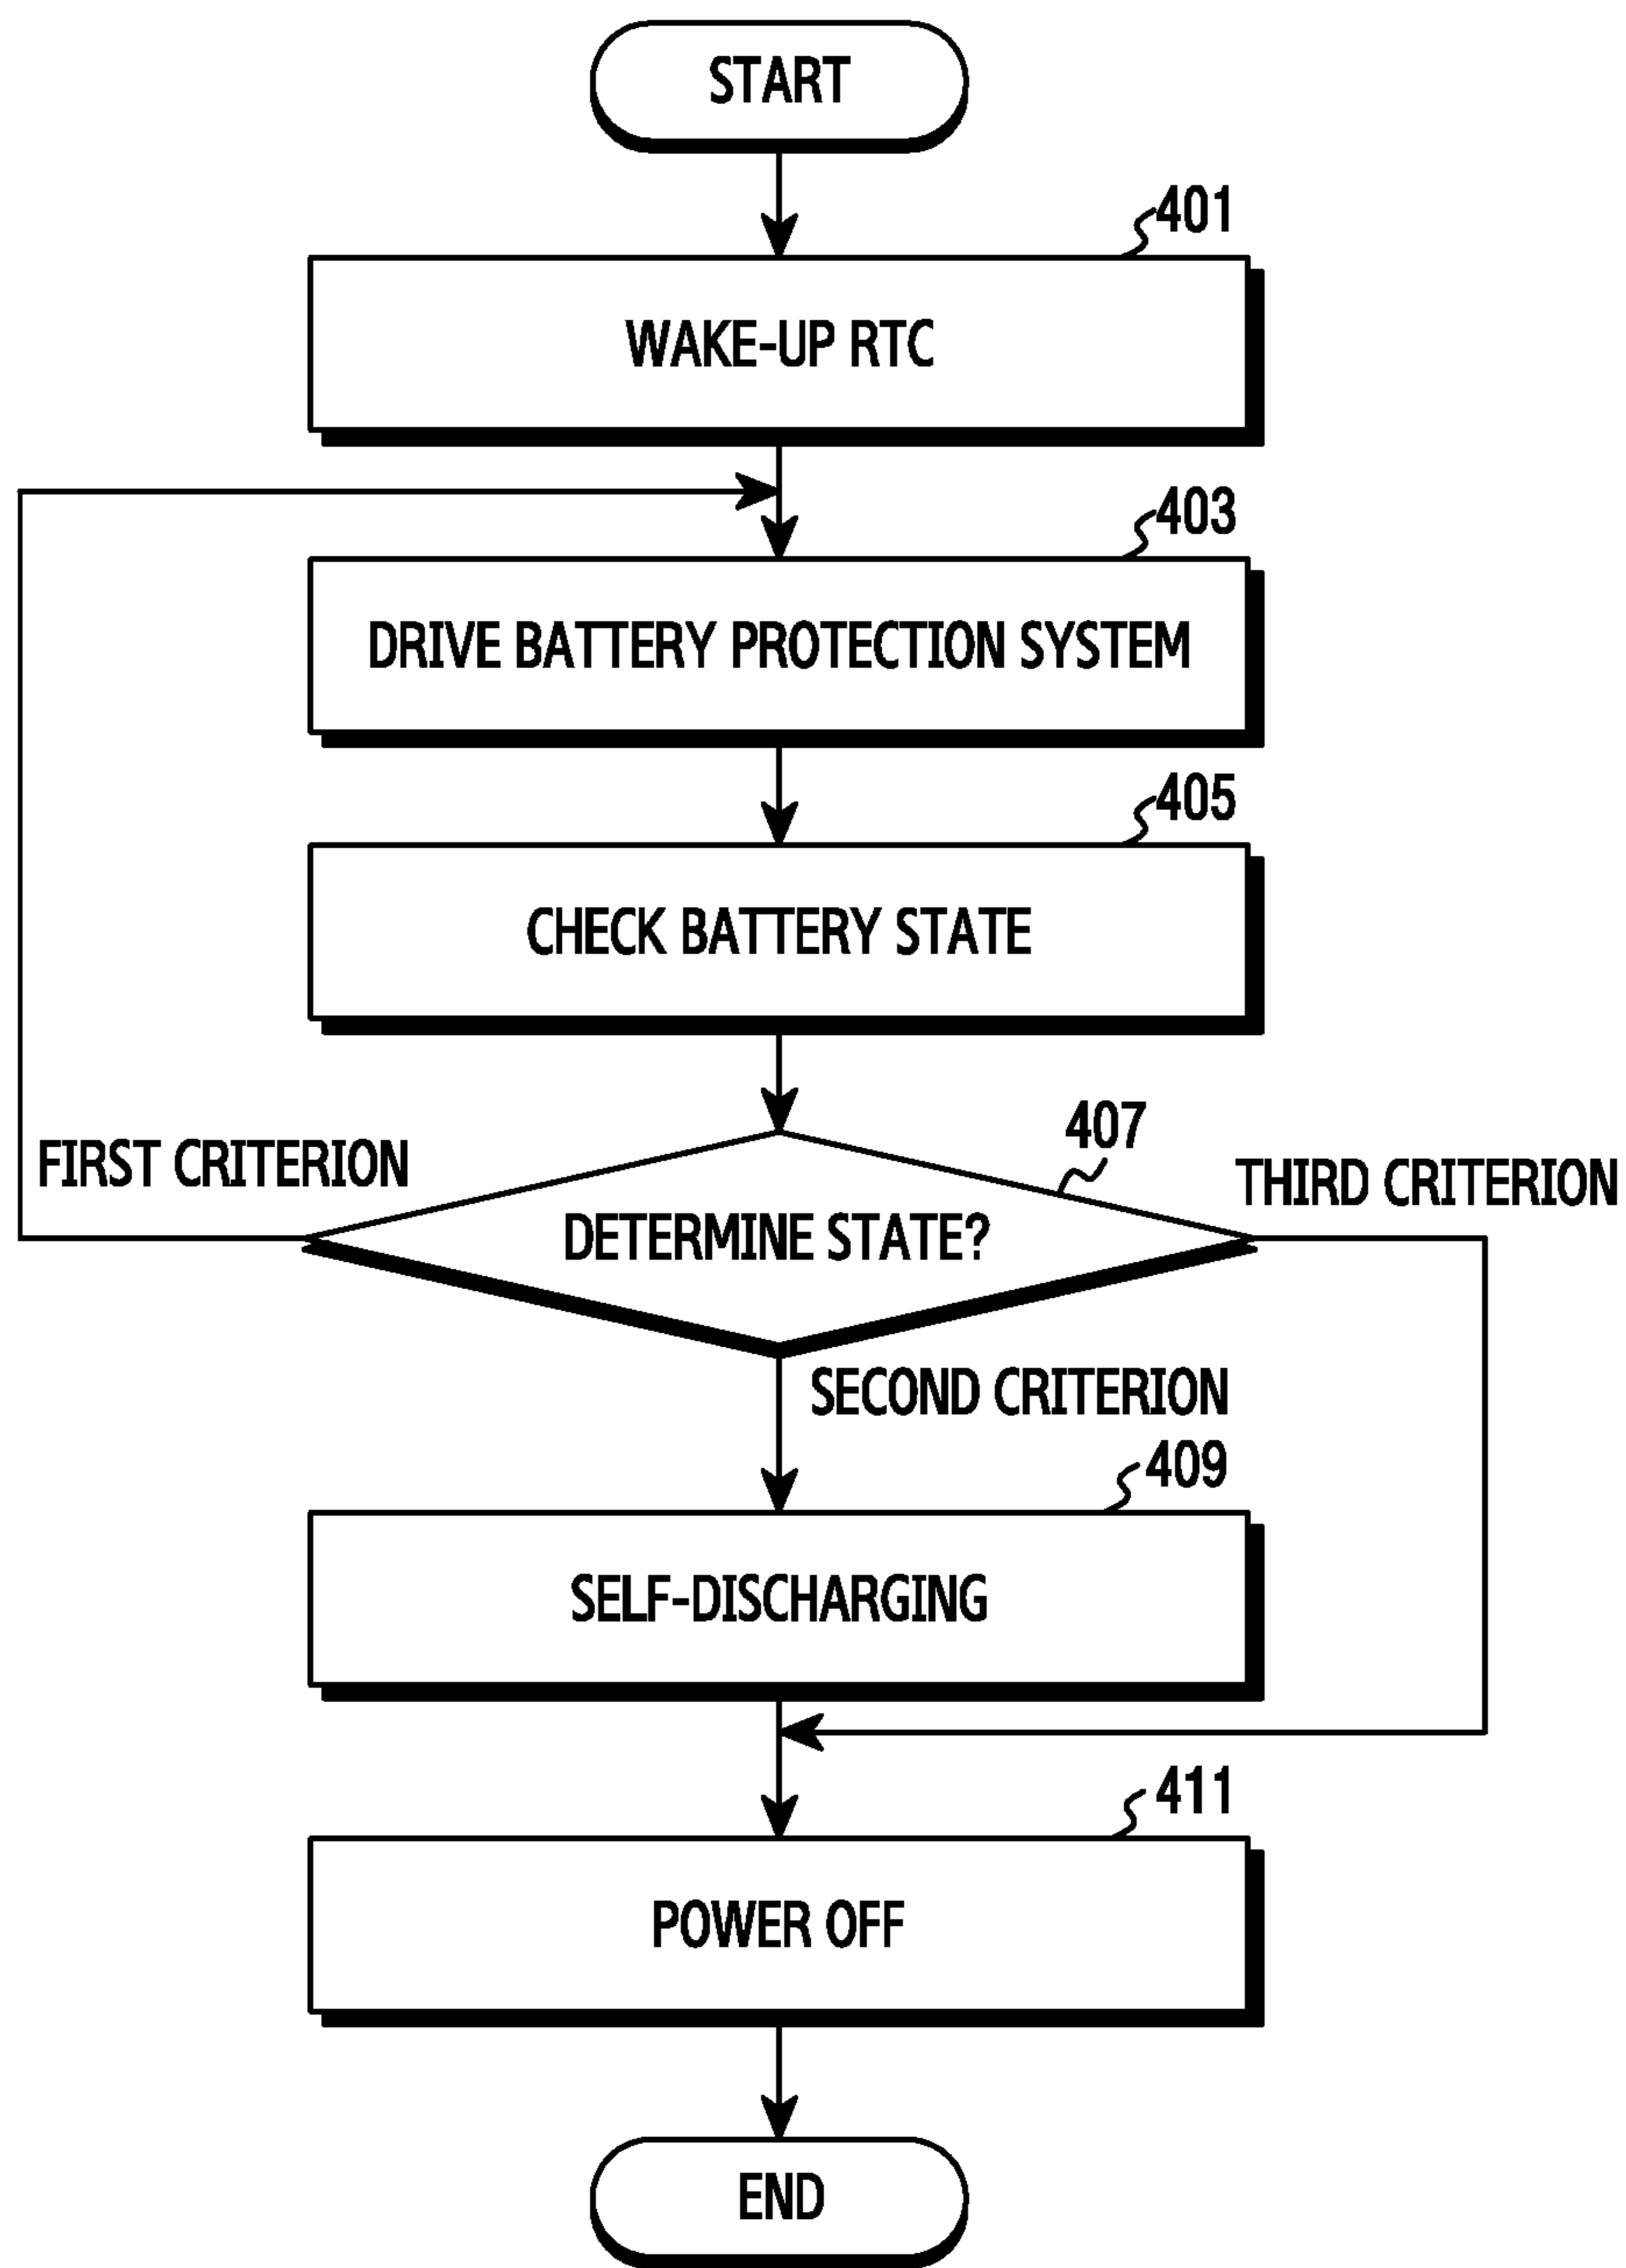 START
401
WAKE-UP RTC
403
DRIVE BATTERY PROTECTION SYSTEM
405
CHECK BATTERY STATE
407
FIRST CRITERION
THIRD CRITERION
DETERMINE STATE?
SECOND CRITERION
409
SELF-DISCHARGING
411
POWER OFF
END